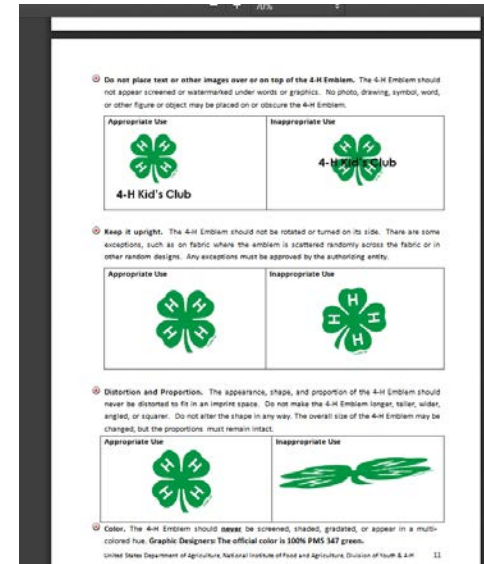 70%
Do not place text or other images over or on top of the 4-H Emblem. The 4-H Emblem should
not appear screened or watermarked under words or graphics. No photo, drawing, symbol, word,
or other figure or object may be placed on or obscure the 4-H Emblem.
Appropriate Use
Inappropriate Use
H H H H
H H H H
4-H Kid's Club
4-H Kid's Club
Keep it upright. The 4-H Emblem should not be rotated or turned on its side. There are some
exceptions, such as on fabric where the emblem is scattered randomly across the fabric or in
other random designs. Any exceptions must be approved by the authorizing entity.
Appropriate Use
Inappropriate Use
H H H H
H H H H
Distortion and Proportion. The appearance, shape, and proportion of the 4-H Emblem should
never be distorted to fit in an imprint space. Do not make the 4-H Emblem longer, taller, wider,
angled, or squarer. Do not alter the shape in any way. The overall size of the 4-H Emblem may be
changed, but the proportions must remain intact.
Appropriate Use
Inappropriate Use
H H H H
Color. The 4-H Emblem should never be screened, shaded, gradated, or appear in a multi-
colored hue. Graphic Designers: The official color is 100% PMS 347 green.
United States Department of Agriculture, National Institute of Food and Agriculture, Division of Youth & 4-H
11